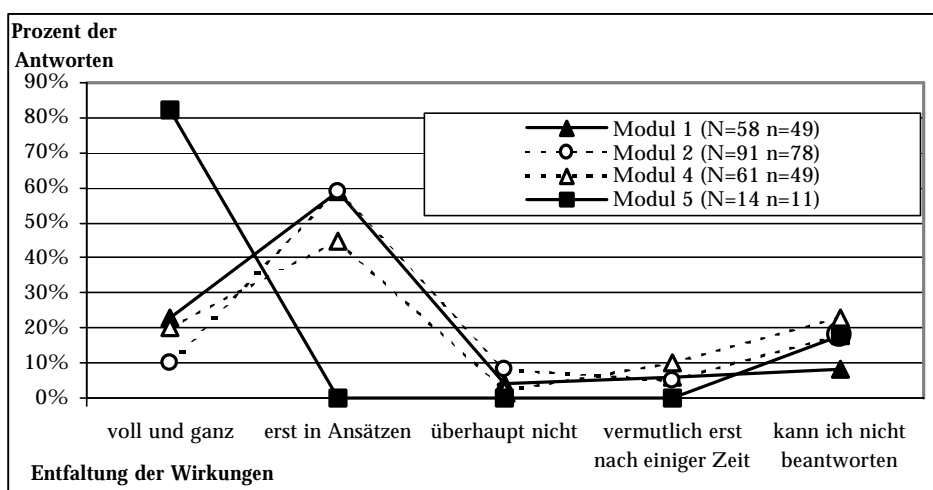 Prozent der
Antworten
90%
80%
70%
60%
50%
40%
30%
20%
10%
0%
Modul 1 (N=58 n=49)
Modul 2 (N=91 n=78)
Modul 4 (N=61 n=49)
Modul 5 (N=14 n=11)
voll und ganz
erst in Ansätzen
überhaupt nicht
vermutlich erst
nach einiger Zeit
kann ich nicht
beantworten
Entfaltung der Wirkungen